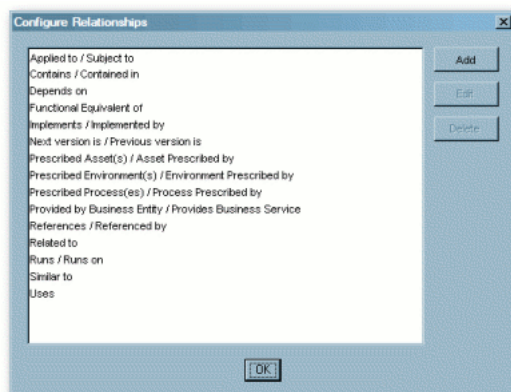 Configure Relationships
Applied to / Subject to
Contains / Contained in
Depends on
Functional Equivalent of
Implements / Implemented by
Next version is / Previous version is
Prescribed Asset(s) / Asset Prescribed by
Prescribed Environment(s) / Environment Prescribed by
Prescribed Process(es) / Process Prescribed by
Provided by Business Entity / Provides Business Service
References / Referenced by
Related to
Runs / Runs on
Similar to
Uses
Add
Edit
Delete
OK